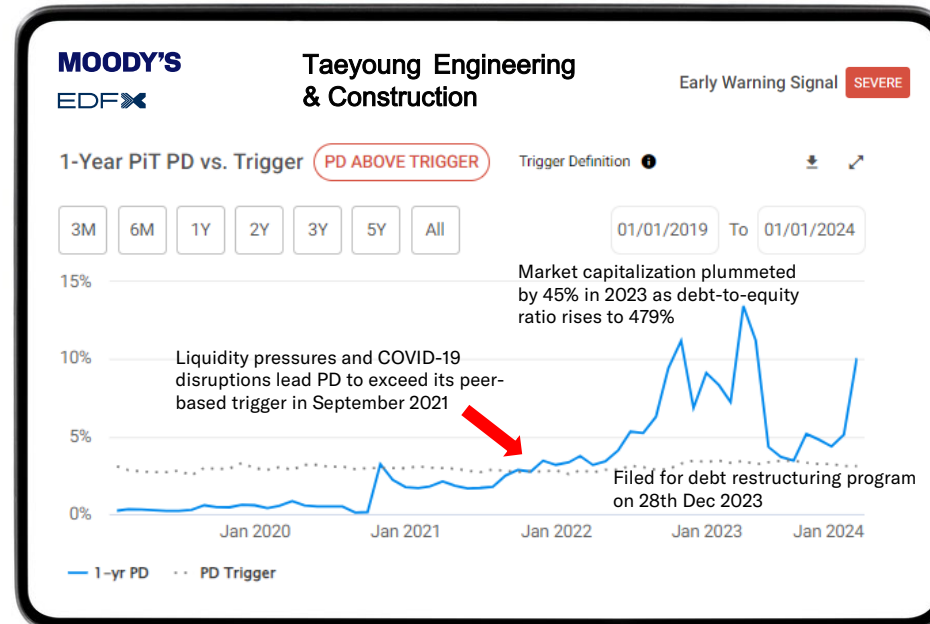 MOODY'S
EDFX
Taeyoung Engineering
& Construction
Early Warning Signal SEVERE
1-Year PiT PD vs. Trigger PD ABOVE TRIGGER Trigger Definition
3M 6M 1Y 2Y 3Y 5Y All 01/01/2019 To 01/01/2024
Market capitalization plummeted
by 45% in 2023 as debt-to-equity
ratio rises to 479%
15%
10%
5%
0%
Liquidity pressures and COVID-19
disruptions lead PD to exceed its peer-
based trigger in September 2021
Filed for debt restructuring program
on 28th Dec 2023
Jan 2020 Jan 2021 Jan 2022 Jan 2023 Jan 2024
1-yr PD PD Trigger